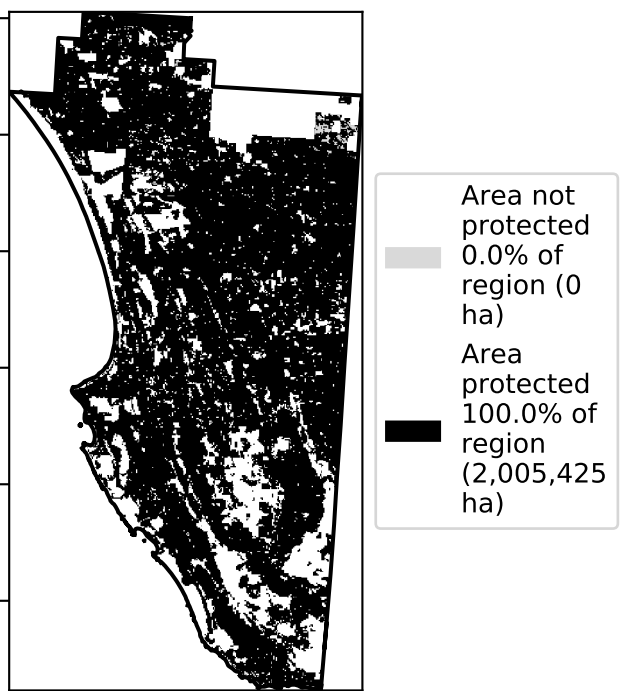 Area not
protected
0.0% of
region (0
ha)
Area
protected
100.0% of
region
(2,005,425
ha)